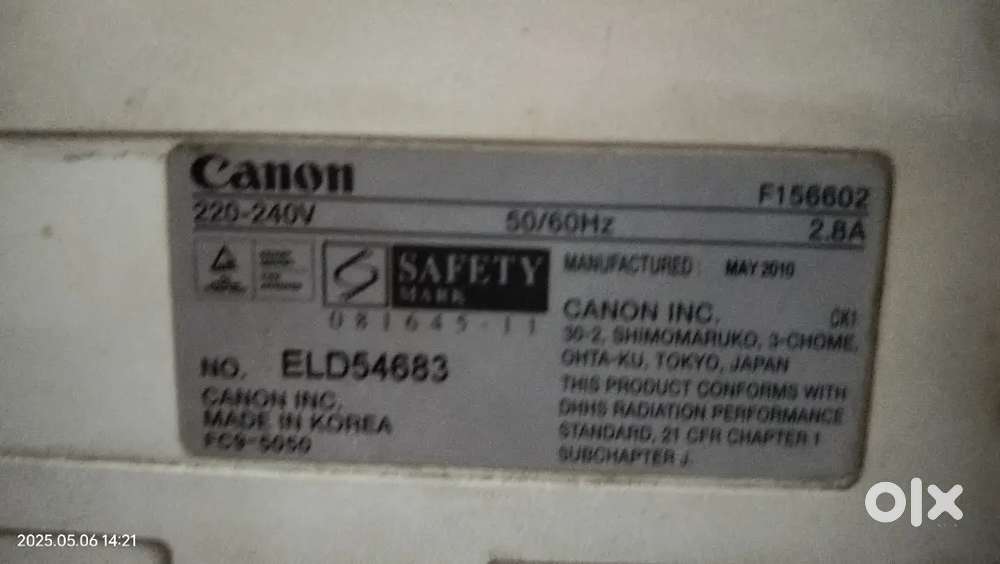 Canon
F156602
220-240V 50/60Hz 2.8A
SAFETY
MARK
081645-11
MANUFACTURED: MAY 2010
CANON INC. CK1
30-2, SHIMOMARUKO, 3-CHOME,
OHTA-KU, TOKYO, JAPAN
NO. ELD54683
CANON INC.
MADE IN KOREA
FC9-5050
THIS PRODUCT CONFORMS WITH
DHHS RADIATION PERFORMANCE
STANDARD, 21 CFR CHAPTER 1
SUBCHAPTER J.
olx
2025.05.06 14:21